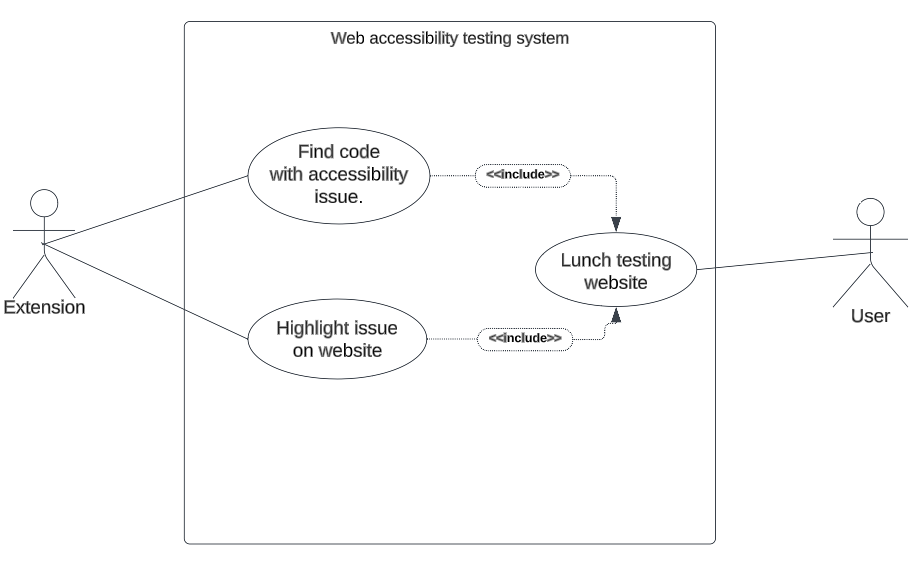 Web accessibility testing system
Find code
with accessibility
issue.
<<include>>
Lunch testing
website
Extension
User
Highlight issue
on website
<<include>>